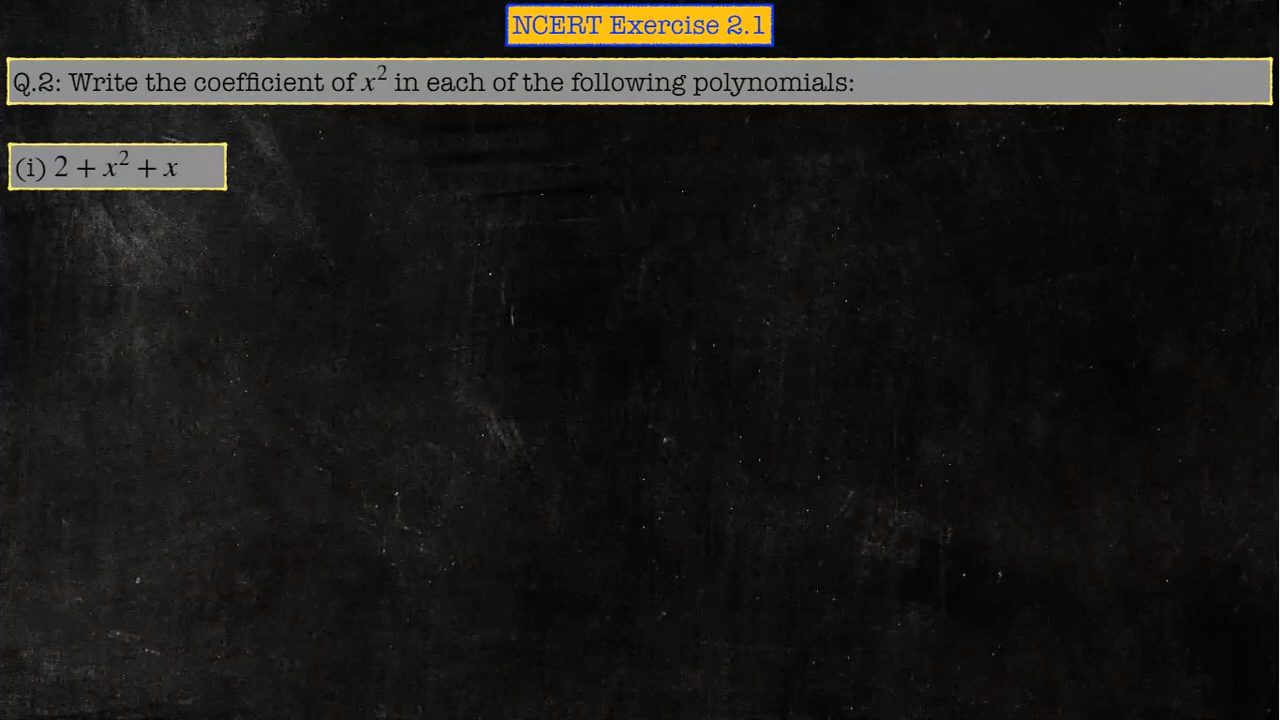 NCERT Exercise 2.1
Q.2: Write the coefficient of x² in each of the following polynomials:
(i) 2 + x² + x